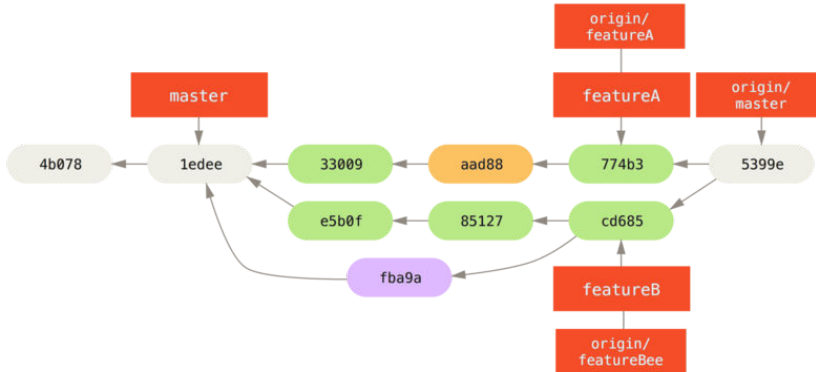 origin/
featureA
master
featureA
origin/
master
4b078
1edee
33009
aad88
774b3
5399e
e5b0f
85127
cd685
fba9a
featureB
origin/
featureBee